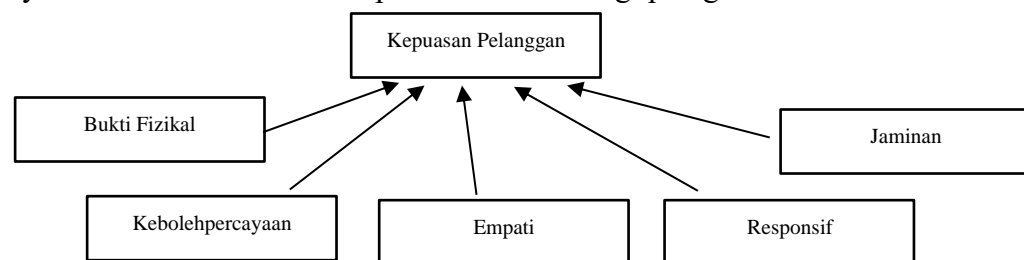 Kepuasan Pelanggan
Bukti Fizikal
Jaminan
Kebolehpercayaan
Empati
Responsif